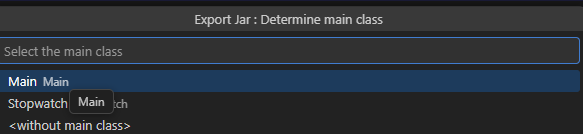 Export Jar : Determine main class
Select the main class
Main Main
Stopwatch
Main
<without main class>